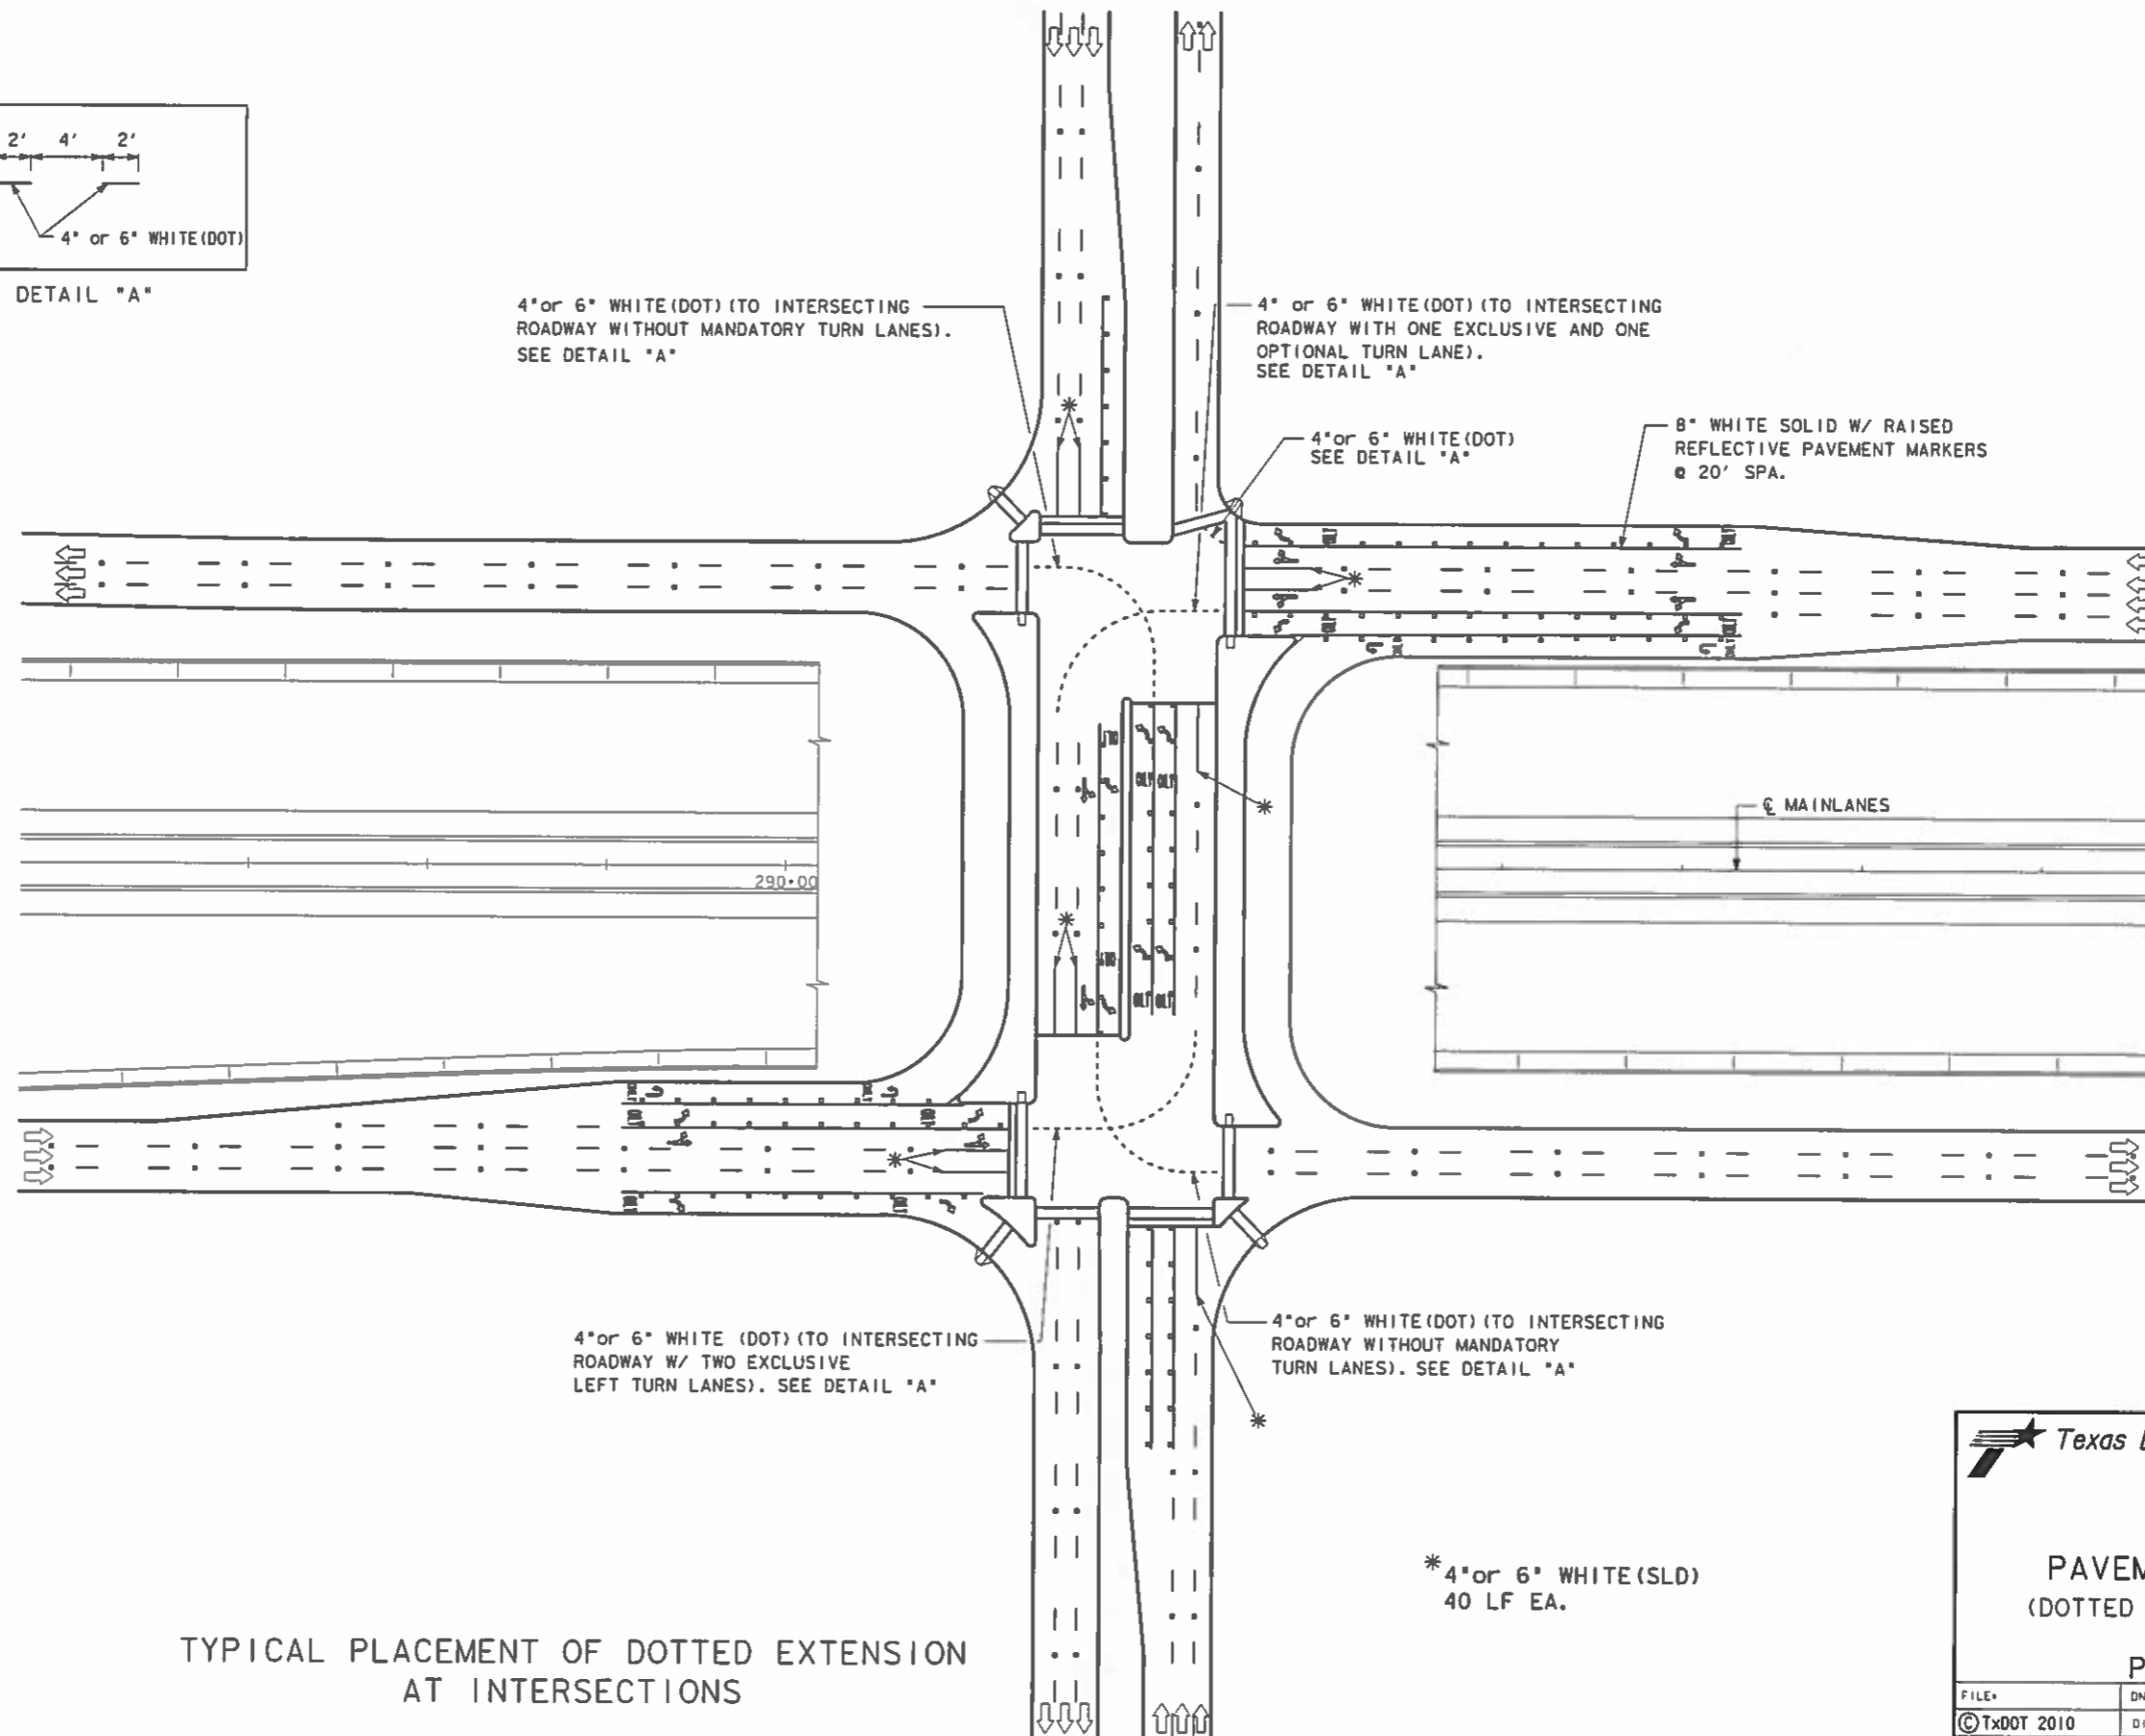 2' 4' 2'
4" or 6" WHITE(DOT)
DETAIL "A"
4"or 6" WHITE(DOT) (TO INTERSECTING
ROADWAY WITHOUT MANDATORY TURN LANES).
SEE DETAIL "A"
4" or 6" WHITE(DOT) (TO INTERSECTING
ROADWAY WITH ONE EXCLUSIVE AND ONE
OPTIONAL TURN LANE).
SEE DETAIL "A"
4"or 6" WHITE(DOT)
SEE DETAIL "A"
8" WHITE SOLID W/ RAISED
REFLECTIVE PAVEMENT MARKERS
@ 20' SPA.
℄ MAINLANES
290+00
4"or 6" WHITE (DOT) (TO INTERSECTING
ROADWAY W/ TWO EXCLUSIVE
LEFT TURN LANES). SEE DETAIL "A"
4"or 6" WHITE(DOT) (TO INTERSECTING
ROADWAY WITHOUT MANDATORY
TURN LANES). SEE DETAIL "A"
*4"or 6" WHITE(SLD)
40 LF EA.
TYPICAL PLACEMENT OF DOTTED EXTENSION
AT INTERSECTIONS
Texas
PAVEM
(DOTTED
P
FILE: DN
©TxDOT 2010